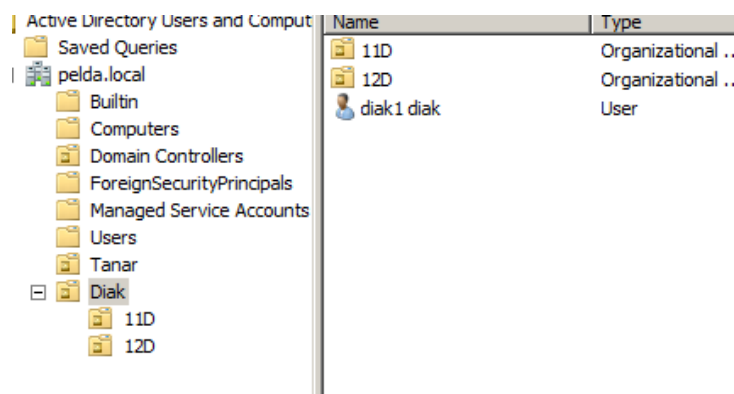 Active Directory Users and Comput
Saved Queries
pelda.local
Builtin
Computers
Domain Controllers
ForeignSecurityPrincipals
Managed Service Accounts
Users
Tanar
Diak
11D
12D
Name Type
11D Organizational ..
12D Organizational ..
diak1 diak User